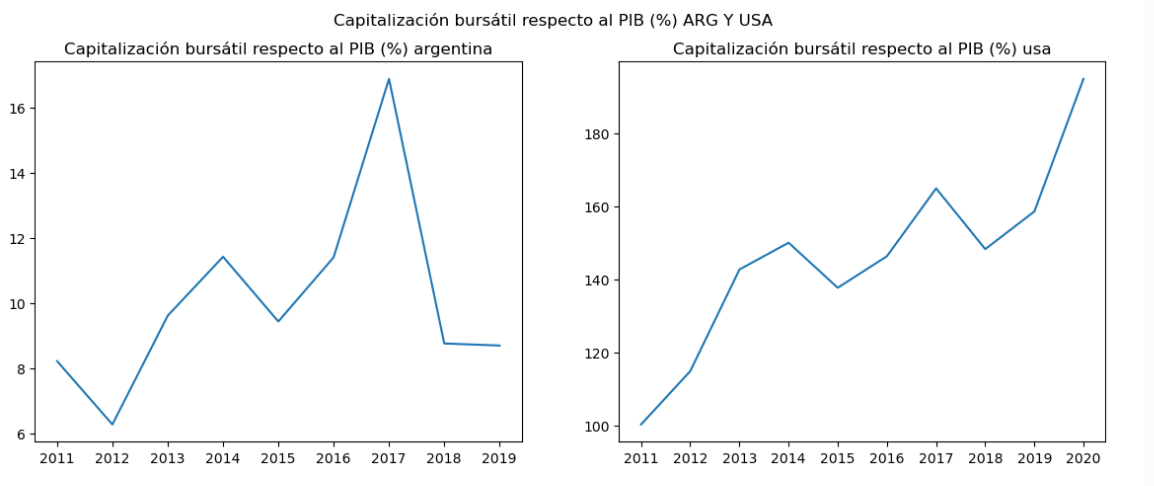 Capitalización bursátil respecto al PIB (%) ARG Y USA
Capitalización bursátil respecto al PIB (%) argentina
16
14
12
10
8
6
2011 2012 2013 2014 2015 2016 2017 2018 2019
Capitalización bursátil respecto al PIB (%) usa
180
160
140
120
100
2011 2012 2013 2014 2015 2016 2017 2018 2019 2020